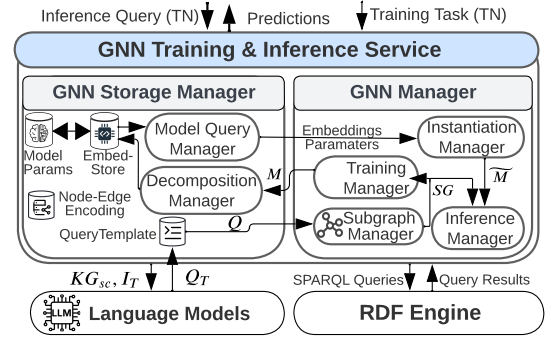 Inference Query (TN)
Predictions
Training Task (TN)
GNN Training & Inference Service
GNN Storage Manager
GNN Manager
Model
Params
Embed-
Store
Model Query
Manager
Embeddings
Paramaters
Instantiation
Manager
Decomposition
Manager
M
Training
Manager
SG
M̃
Node-Edge
Encoding
QueryTemplate
Q
Subgraph
Manager
Inference
Manager
KG_sc, I_T
Q_T
SPARQL Queries
Query Results
LLM
Language Models
RDF Engine